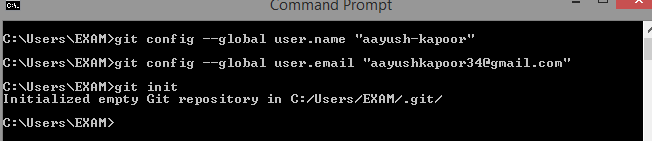 Command Prompt
C:\Users\EXAM>git config --global user.name "aayush-kapoor"
C:\Users\EXAM>git config --global user.email "aayushkapoor34@gmail.com"
C:\Users\EXAM>git init
Initialized empty Git repository in C:/Users/EXAM/.git/
C:\Users\EXAM>